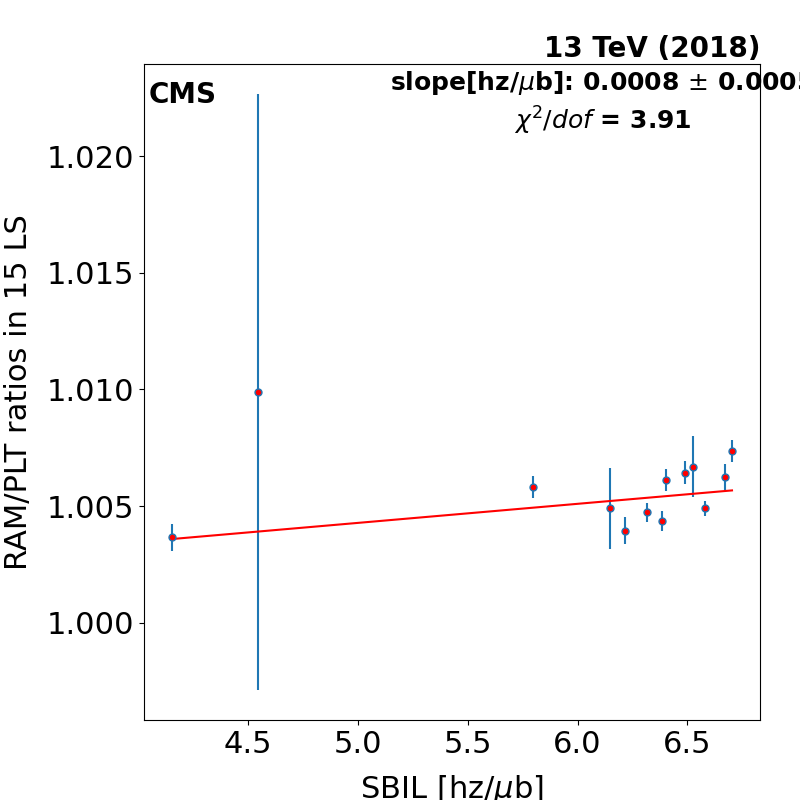 13 TeV (2018)
CMS
slope[hz/μb]: 0.0008 ± 0.0005
χ²/dof = 3.91
RAM/PLT ratios in 15 LS
1.020
1.015
1.010
1.005
1.000
4.5 5.0 5.5 6.0 6.5
SBIL [hz/μb]